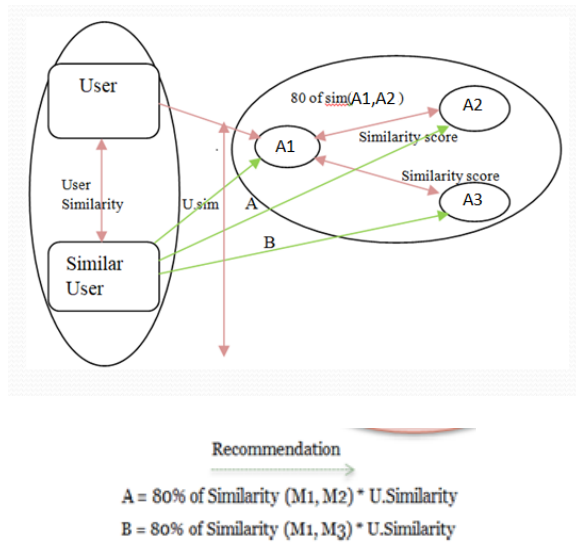 User
80 of sim(A1,A2 )
A2
A1
Similarity score
User
Similarity
U.sim
A
Similarity score
A3
B
Similar
User
Recommendation
A = 80% of Similarity (M1, M2) * U.Similarity
B = 80% of Similarity (M1, M3) * U.Similarity